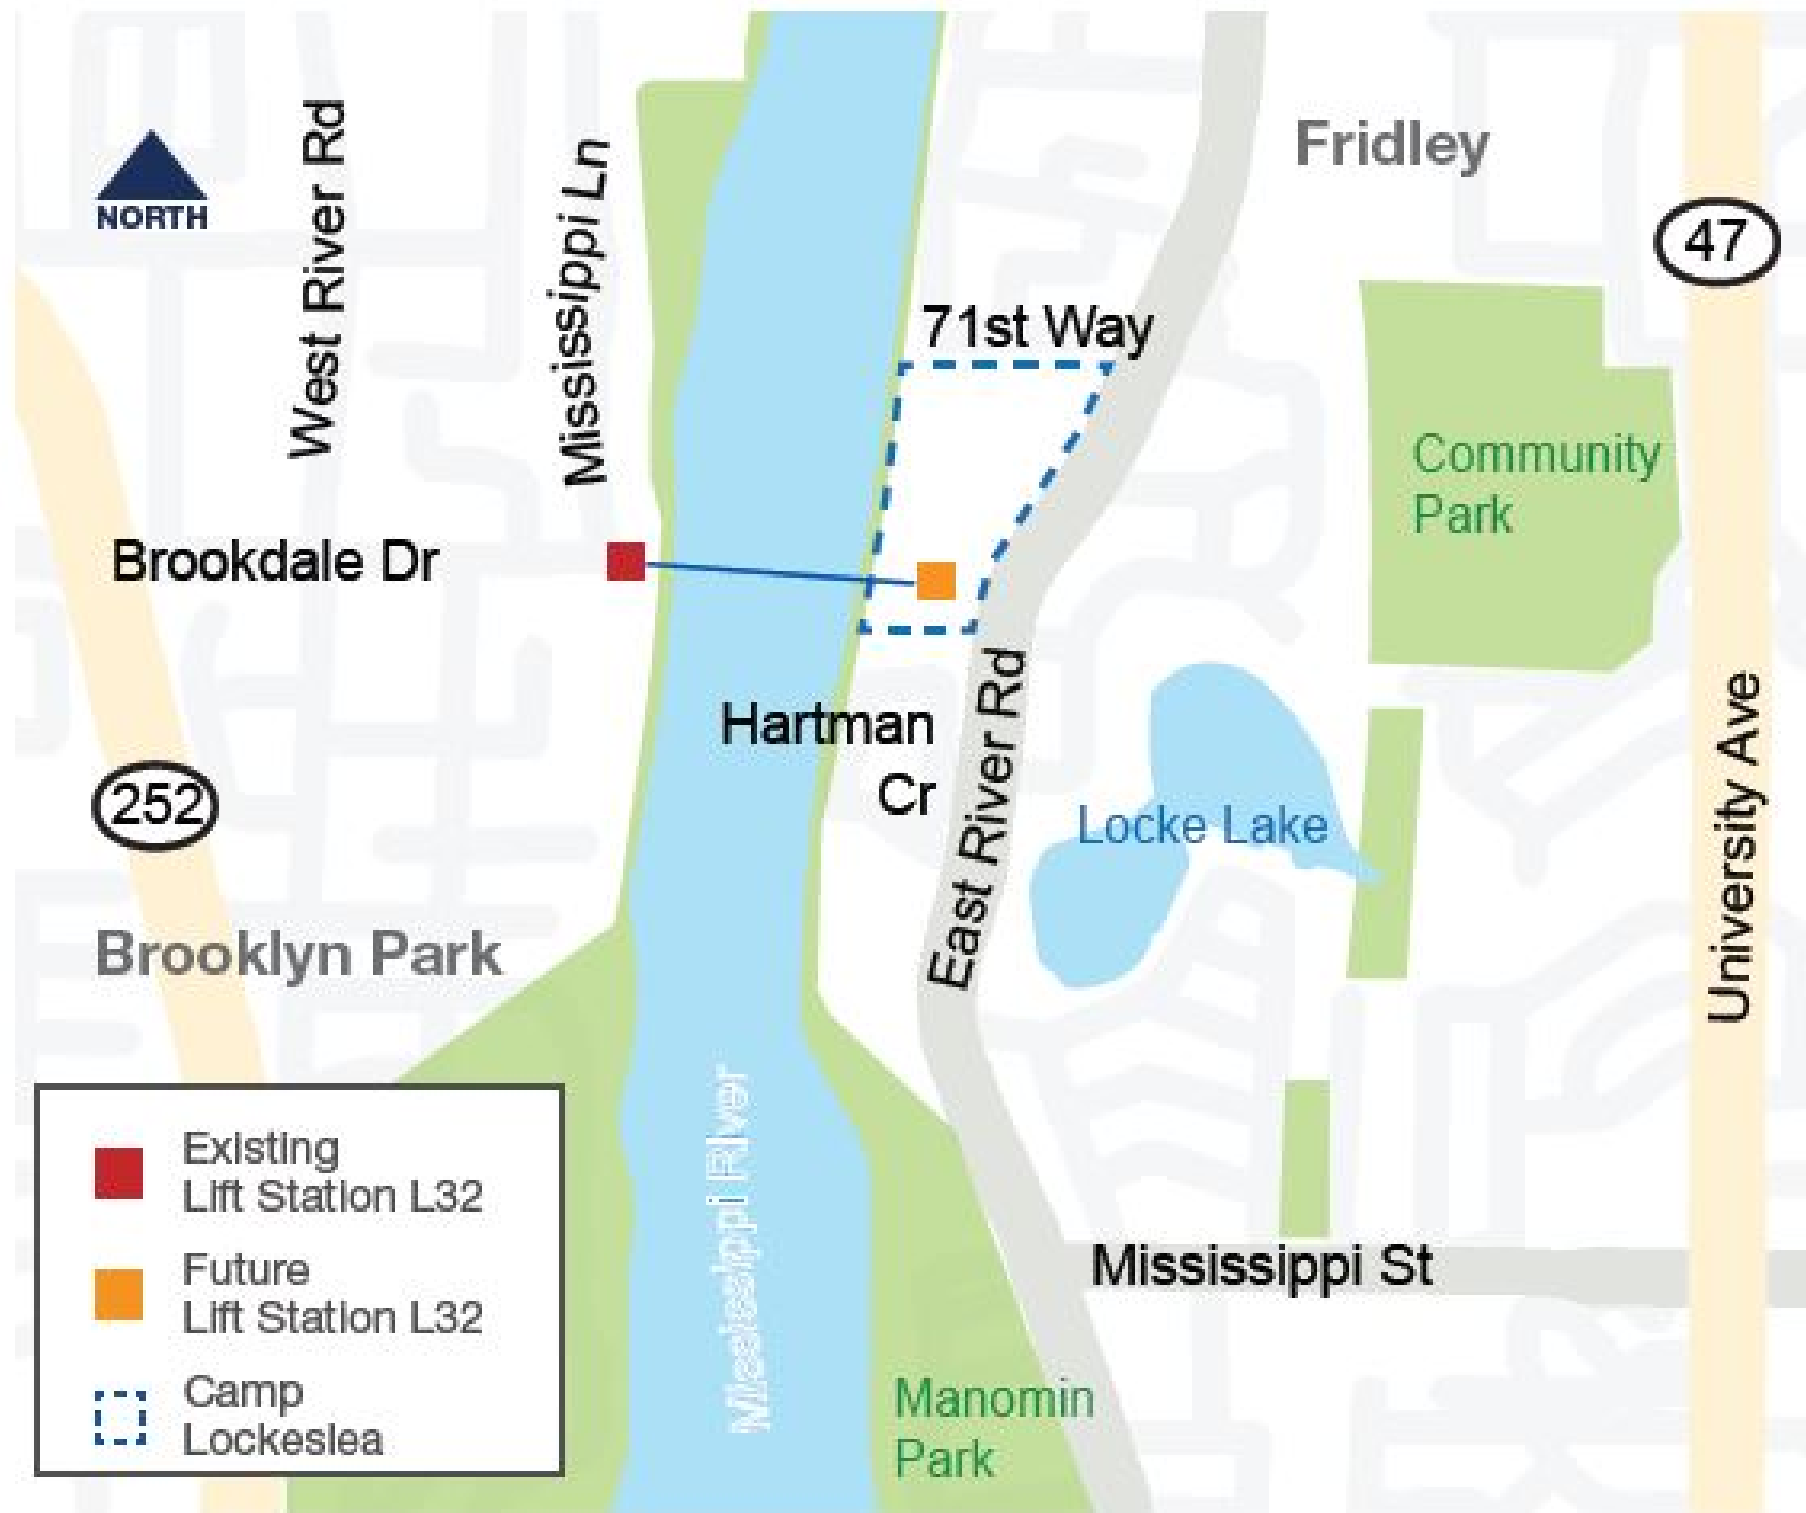 NORTH
West River Rd
Mississippi Ln
Fridley
47
71st Way
Community
Park
Brookdale Dr
Hartman
Cr
East River Rd
Locke Lake
University Ave
252
Brooklyn Park
Mississippi River
Mississippi St
Manomin
Park
Existing
Lift Station L32
Future
Lift Station L32
Camp
Lockeslea